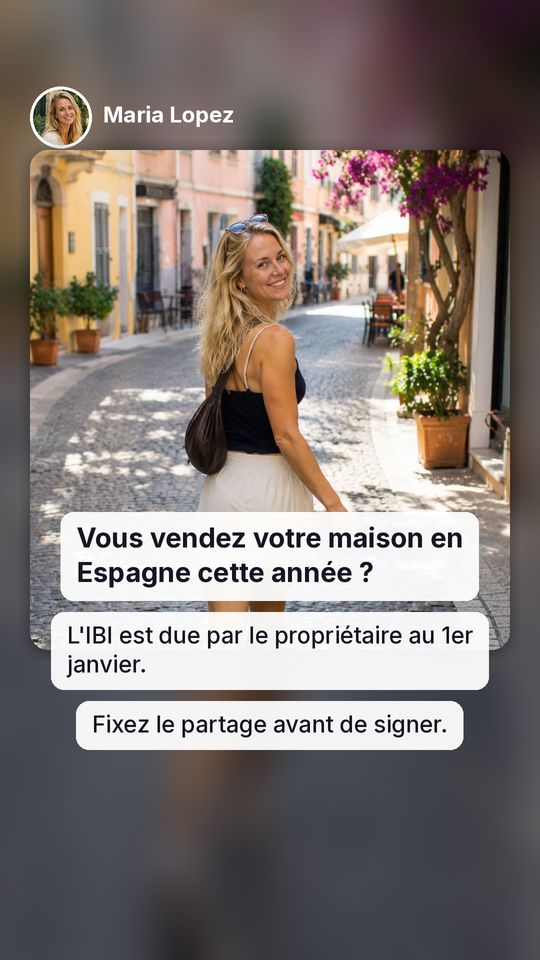 Maria Lopez
Vous vendez votre maison en
Espagne cette année ?
L'IBI est due par le propriétaire au 1er
janvier.
Fixez le partage avant de signer.